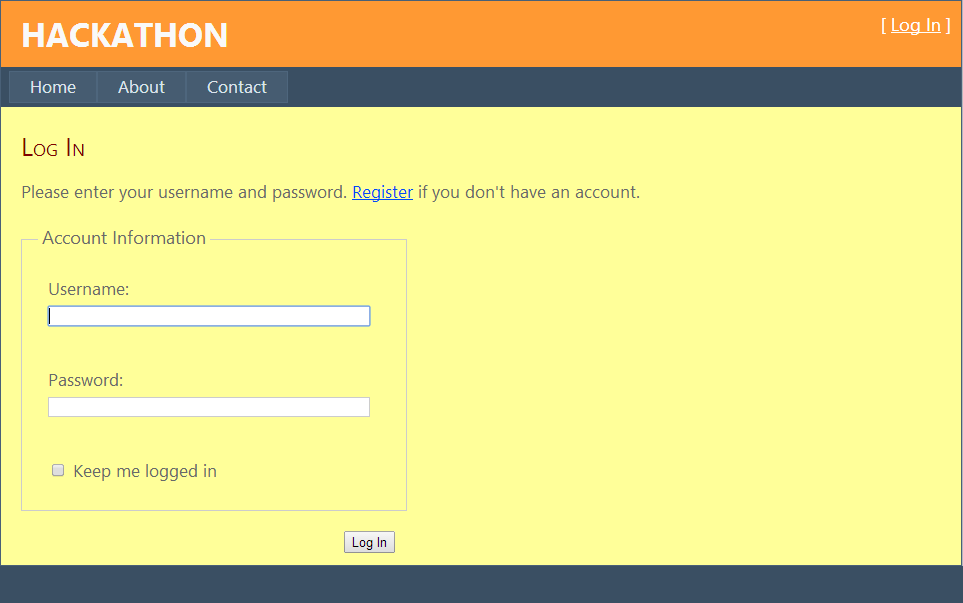 HACKATHON
[ Log In ]
Home About Contact
Log In
Please enter your username and password. Register if you don't have an account.
Account Information
Username:
Password:
Keep me logged in
Log In